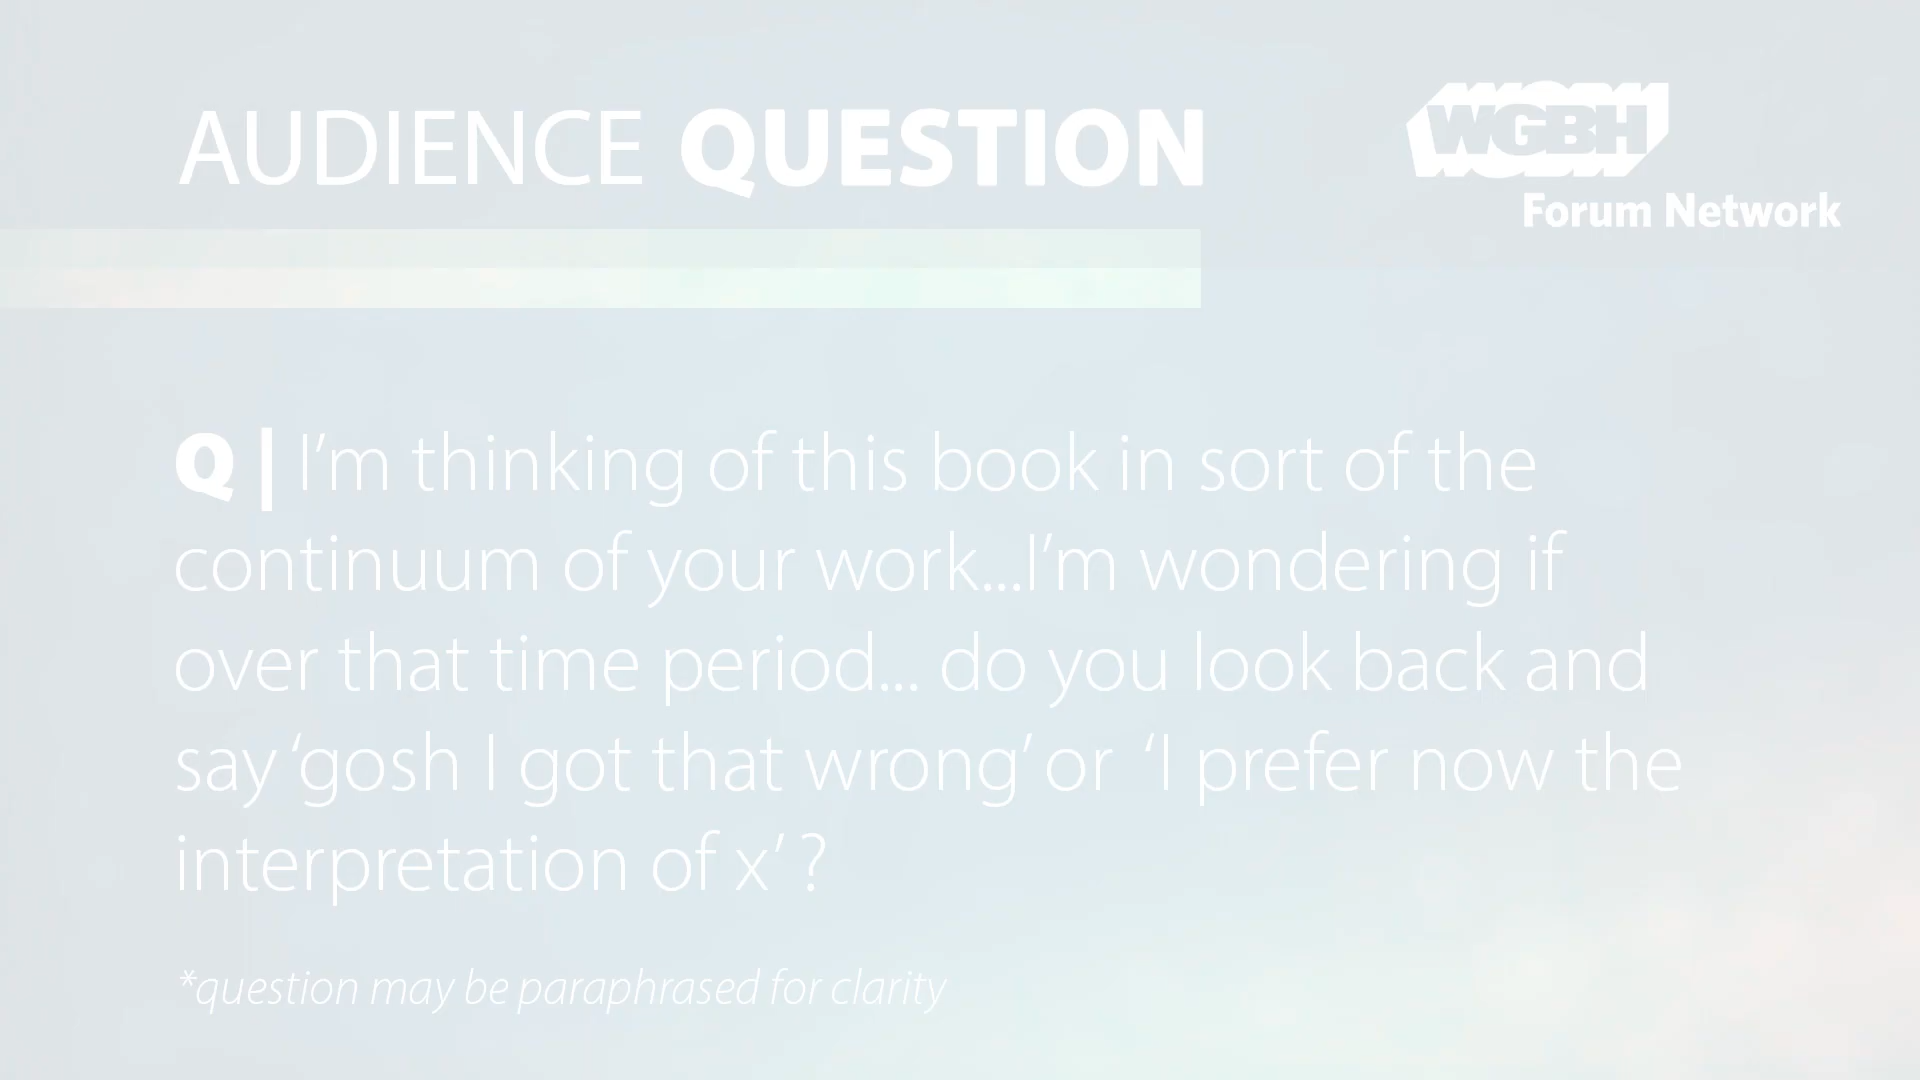 AUDIENCE QUESTION
WGBH
Forum Network
Q | I’m thinking of this book in sort of the
continuum of your work...I’m wondering if
over that time period... do you look back and
say ‘gosh I got that wrong’ or ‘I prefer now the
interpretation of x’ ?
*question may be paraphrased for clarity